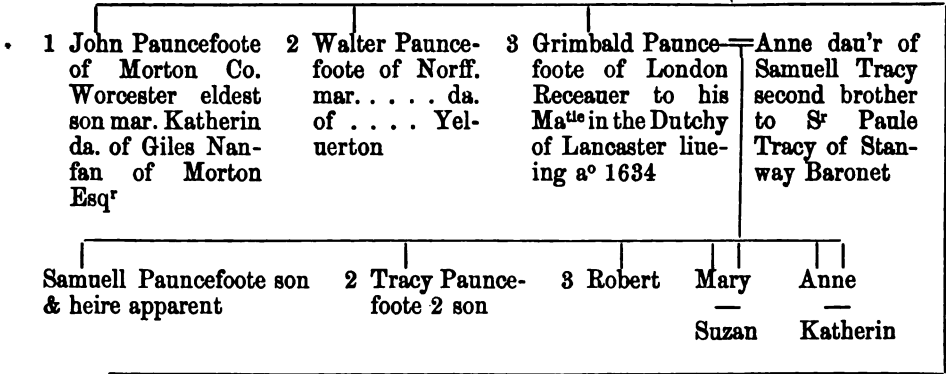 1 John Pauncefoote
of Morton Co.
Worcester eldest
son mar. Katherin
da. of Giles Nan-
fan of Morton
Esqr
2 Walter Paunce-
foote of Norff.
mar. . . . . da.
of . . . . Yel-
uerton
3 Grimbald Paunce-
foote of London
Receauer to his
Matie in the Dutchy
of Lancaster liue-
ing ao 1634
Anne dau'r of
Samuell Tracy
second brother
to Sr Paule
Tracy of Stan-
way Baronet
Samuell Pauncefoote son
& heire apparent
2 Tracy Paunce-
foote 2 son
3 Robert
Mary
—
Suzan
Anne
—
Katherin